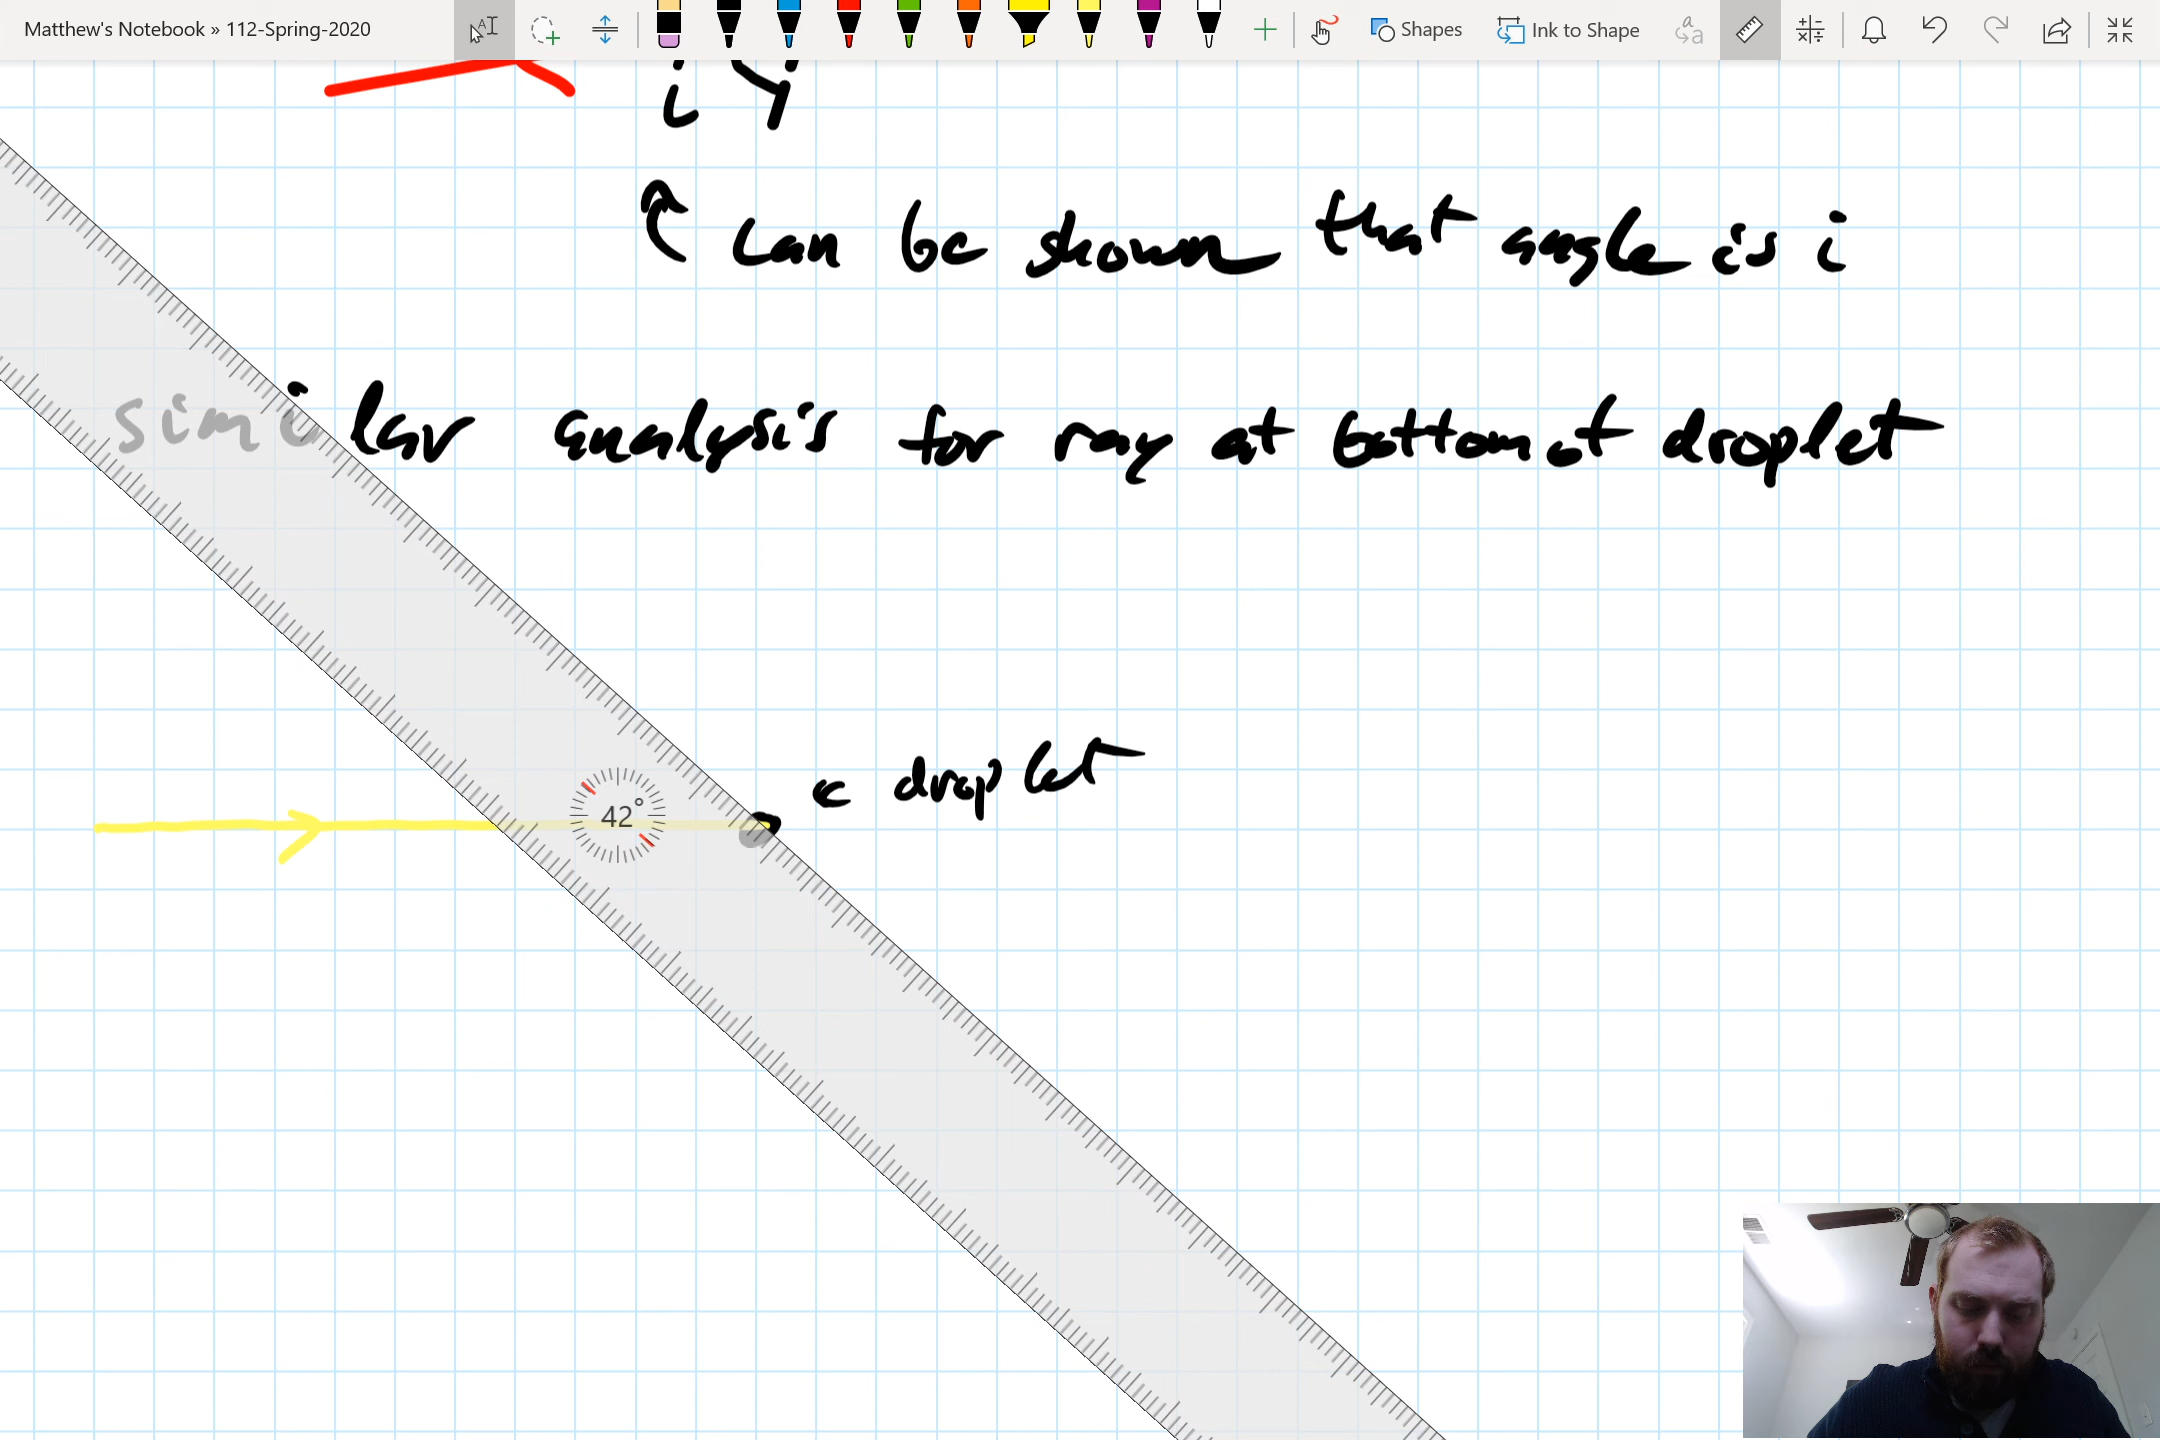 Matthew's Notebook » 112-Spring-2020
Shapes
Ink to Shape
i
can be shown that angle is i
similar analysis for ray at bottom of droplet
droplet
42°